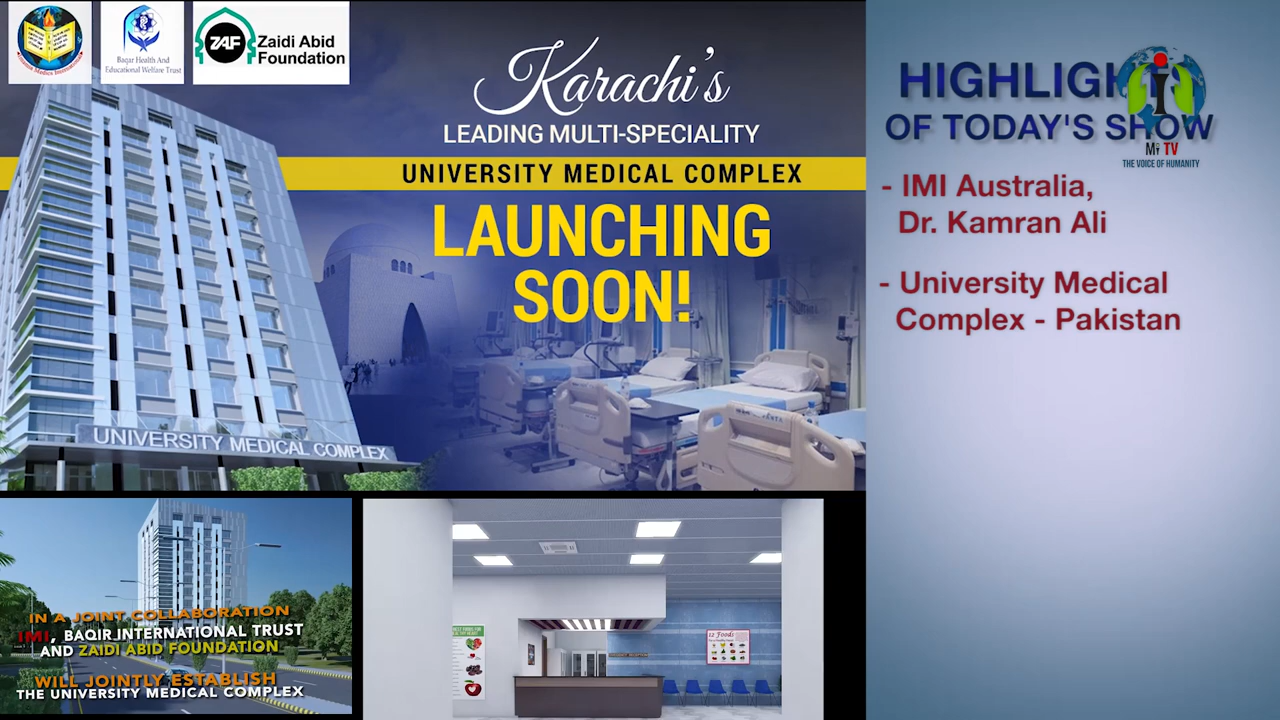 ZAF
Baqar Health And
Educational Welfare Trust
Zaidi Abid
Foundation
Karachi's
LEADING MULTI-SPECIALITY
UNIVERSITY MEDICAL COMPLEX
LAUNCHING
SOON!
UNIVERSITY MEDICAL COMPLEX
IN A JOINT COLLABORATION
IMI, BAQIR INTERNATIONAL TRUST
AND ZAIDI ABID FOUNDATION
WILL JOINTLY ESTABLISH
THE UNIVERSITY MEDICAL COMPLEX
12 Foods
HIGHLIGH
OF TODAY'S SHOW
Mi TV
THE VOICE OF HUMANITY
- IMI Australia,
Dr. Kamran Ali
- University Medical
Complex - Pakistan